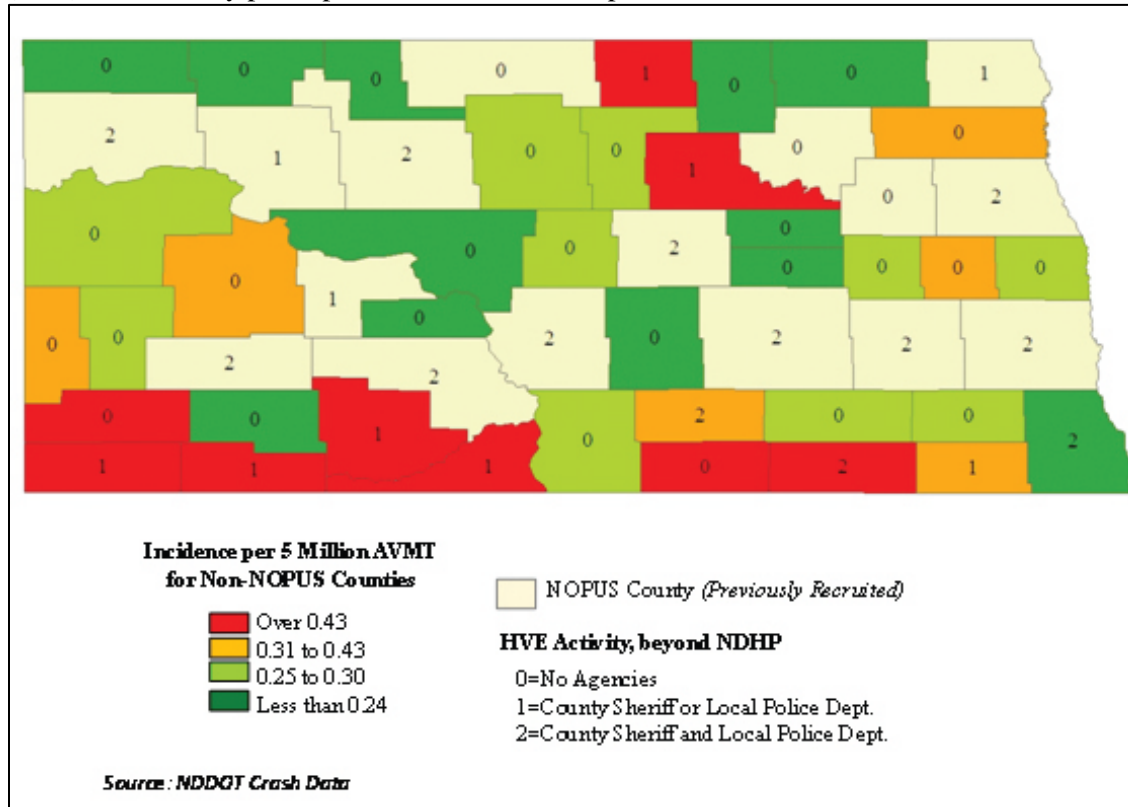 0 0 0 0 1 0 0 1
2 1 2 0 0 1 0 0
0 2
0 0 0 0 2 0 0 0 0 0
0 0 1 0 2 0 2 2 2
2 2
0 0 1 0 2 0 0 2
1 1 1 0 2 1
Incidence per 5 Million AVMT
for Non-NOPUS Counties
Over 0.43
0.31 to 0.43
0.25 to 0.30
Less than 0.24
NOPUS County (Previously Recruited)
HVE Activity, beyond NDHP
0=No Agencies
1=County Sheriff or Local Police Dept.
2=County Sheriff and Local Police Dept.
Source: NDDOT Crash Data